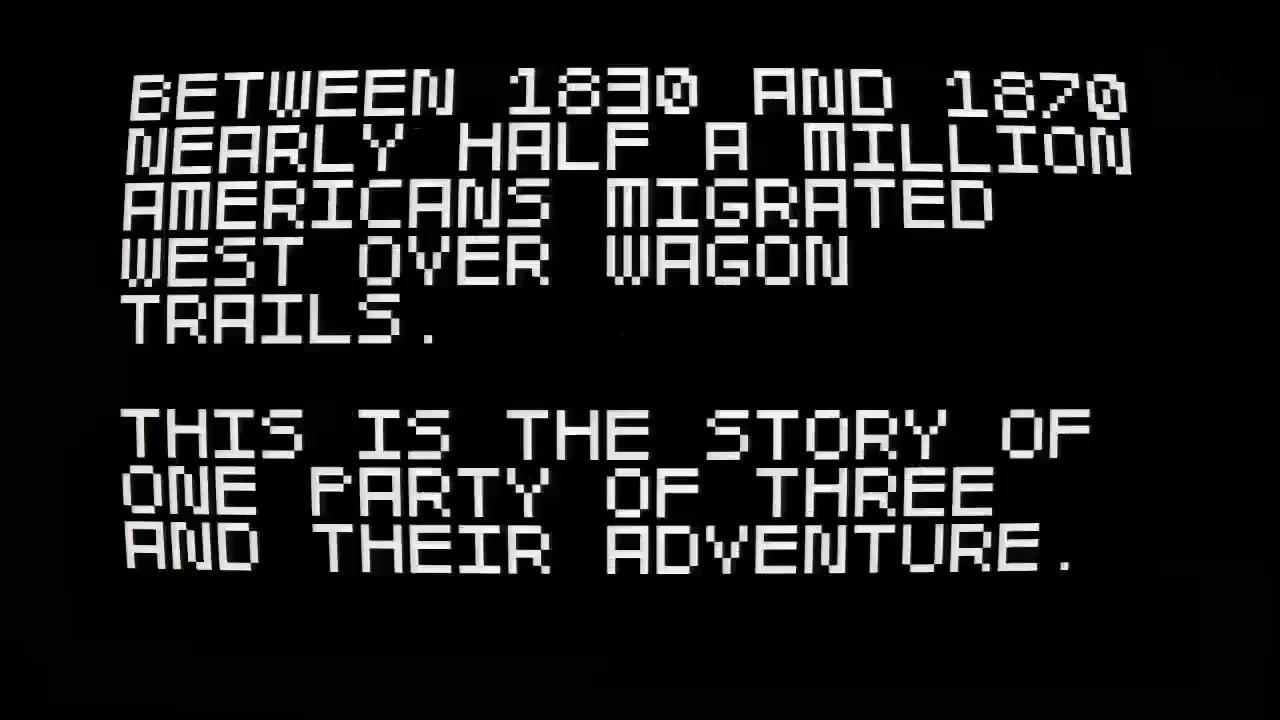 BETWEEN 1830 AND 1870
NEARLY HALF A MILLION
AMERICANS MIGRATED
WEST OVER WAGON
TRAILS.
THIS IS THE STORY OF
ONE PARTY OF THREE
AND THEIR ADVENTURE.